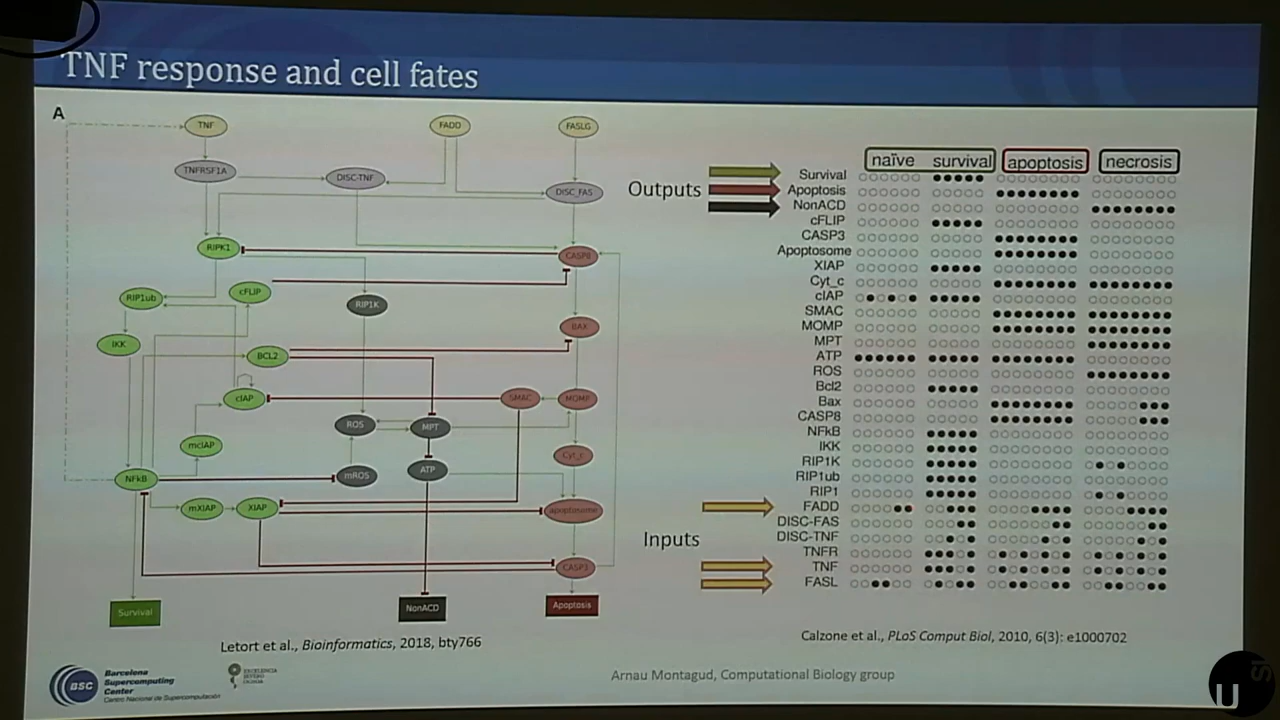 TNF response and cell fates
A
TNF
FADD
FASLG
TNFRSF1A
DISC-TNF
DISC_FAS
RIPK1
CASP8
RIP1ub
cFLIP
RIP1K
BAX
IKK
BCL2
cIAP
SMAC
MOMP
ROS
MPT
mcIAP
Cyt_c
NFkB
mROS
ATP
mXIAP
XIAP
apoptosome
CASP3
Survival
NonACD
Apoptosis
Letort et al., Bioinformatics, 2018, bty766
Outputs
Inputs
naïve survival apoptosis necrosis
Survival
Apoptosis
NonACD
cFLIP
CASP3
Apoptosome
XIAP
Cyt_c
cIAP
SMAC
MOMP
MPT
ATP
ROS
Bcl2
Bax
CASP8
NFkB
IKK
RIP1K
RIP1ub
RIP1
FADD
DISC-FAS
DISC-TNF
TNFR
TNF
FASL
Calzone et al., PLoS Comput Biol, 2010, 6(3): e1000702
BSC
Barcelona
Supercomputing
Center
Centro Nacional de Supercomputación
EXCELENCIA
SEVERO
OCHOA
Arnau Montagud, Computational Biology group
U